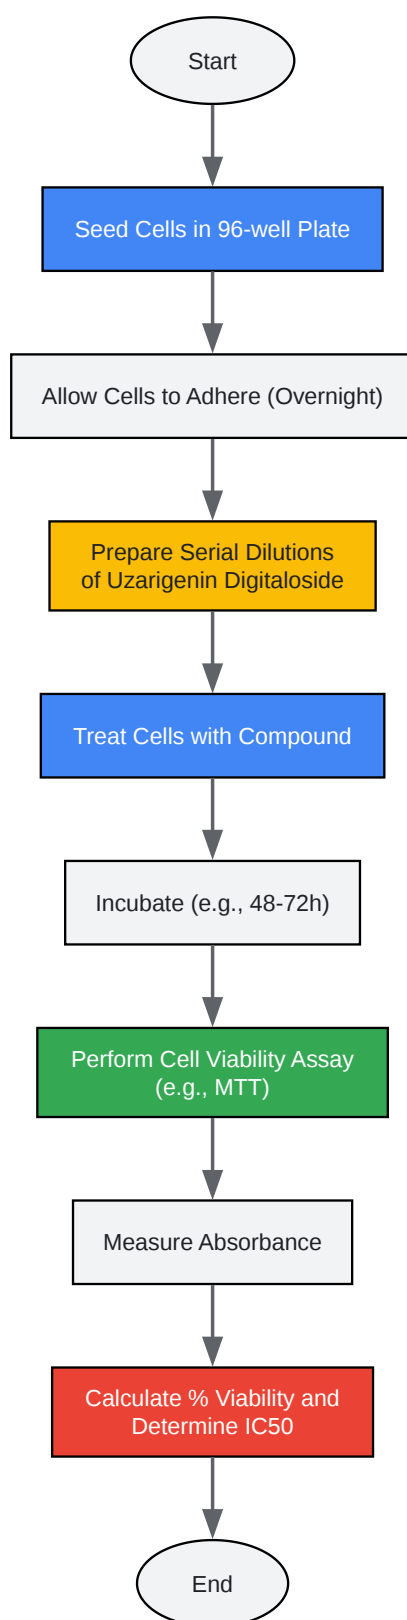 Start
Seed Cells in 96-well Plate
Allow Cells to Adhere (Overnight)
Prepare Serial Dilutions
of Uzarigenin Digitaloside
Treat Cells with Compound
Incubate (e.g., 48-72h)
Perform Cell Viability Assay
(e.g., MTT)
Measure Absorbance
Calculate % Viability and
Determine IC50
End